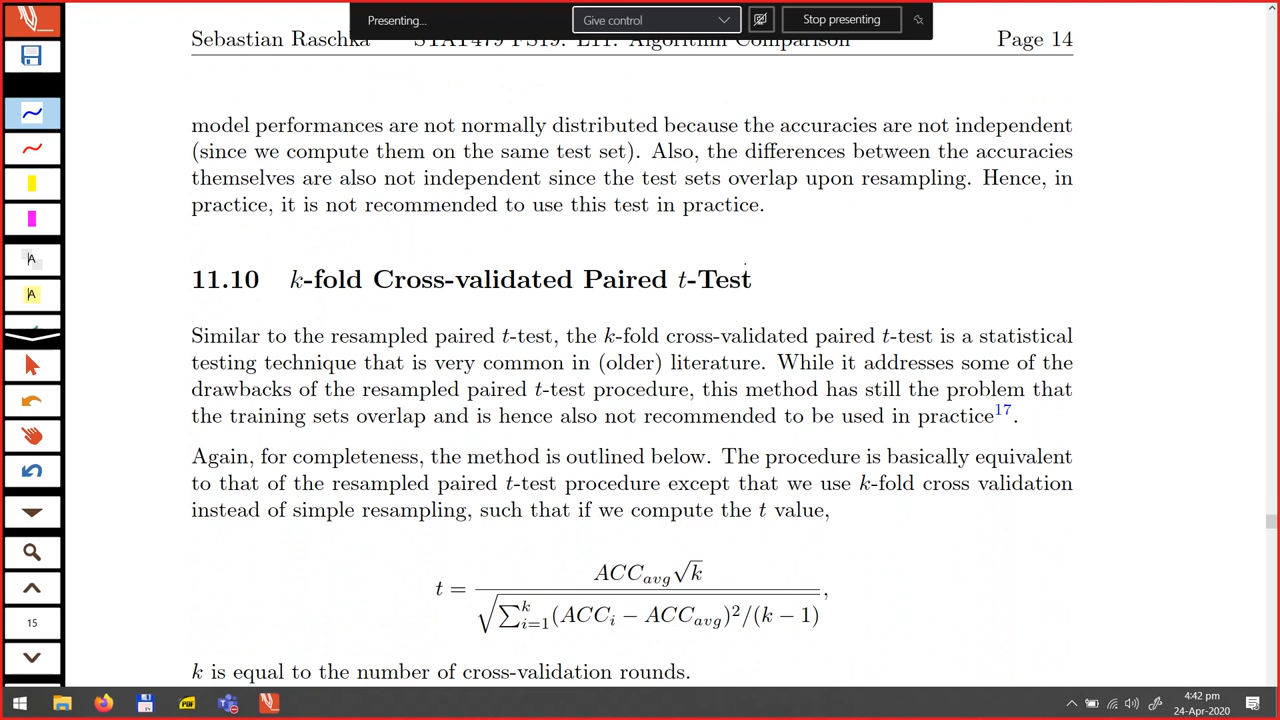 Presenting...
Give control
Stop presenting
Sebastian Raschka STAT479 FS19. L11: Algorithm Comparison Page 14
model performances are not normally distributed because the accuracies are not independent
(since we compute them on the same test set). Also, the differences between the accuracies
themselves are also not independent since the test sets overlap upon resampling. Hence, in
practice, it is not recommended to use this test in practice.
11.10 k-fold Cross-validated Paired t-Test
Similar to the resampled paired t-test, the k-fold cross-validated paired t-test is a statistical
testing technique that is very common in (older) literature. While it addresses some of the
drawbacks of the resampled paired t-test procedure, this method has still the problem that
the training sets overlap and is hence also not recommended to be used in practice17.
Again, for completeness, the method is outlined below. The procedure is basically equivalent
to that of the resampled paired t-test procedure except that we use k-fold cross validation
instead of simple resampling, such that if we compute the t value,
t = ACC_avg √k / √(∑_{i=1}^{k} (ACC_i − ACC_avg)²/(k − 1)),
k is equal to the number of cross-validation rounds.
A
A
15
PDF
4:42 pm
24-Apr-2020